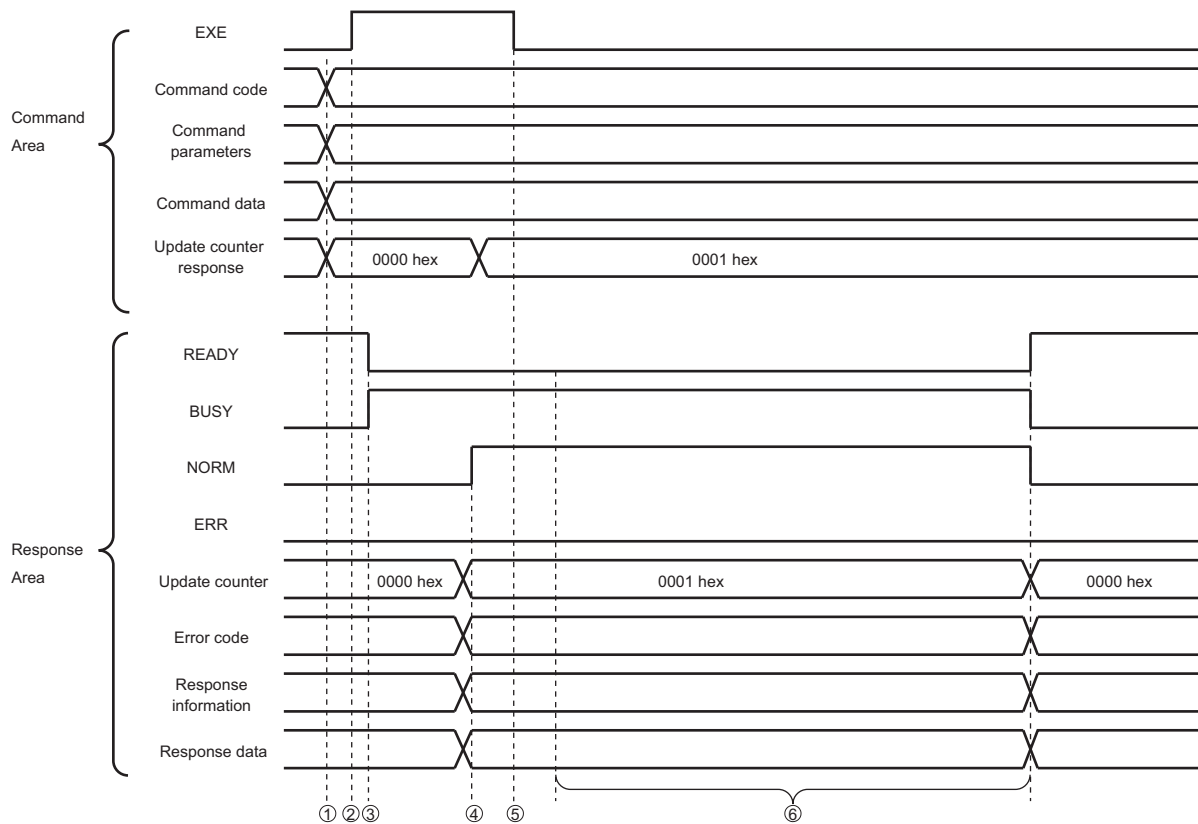 EXE
Command code
Command
Area
Command
parameters
Command data
Update counter
response
0000 hex
0001 hex
READY
BUSY
NORM
ERR
Response
Area
Update counter
0000 hex
0001 hex
0000 hex
Error code
Response
information
Response data
① ② ③ ④ ⑤ ⑥